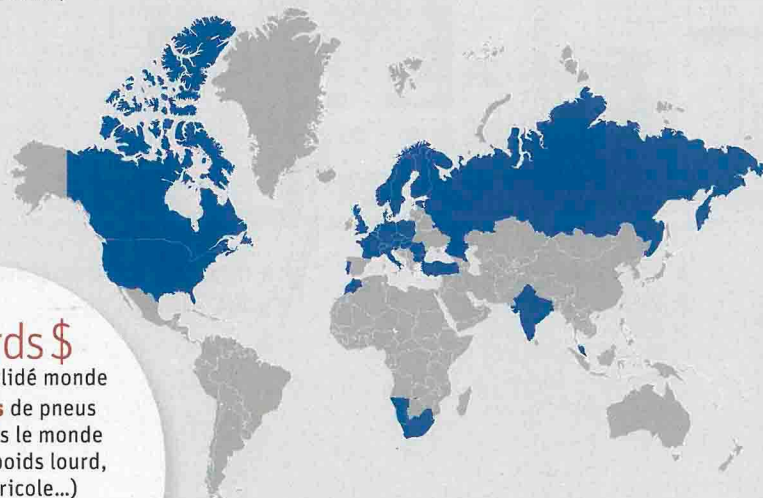 rds $
lidé monde
s de pneus
s le monde
poids lourd,
ricole...)